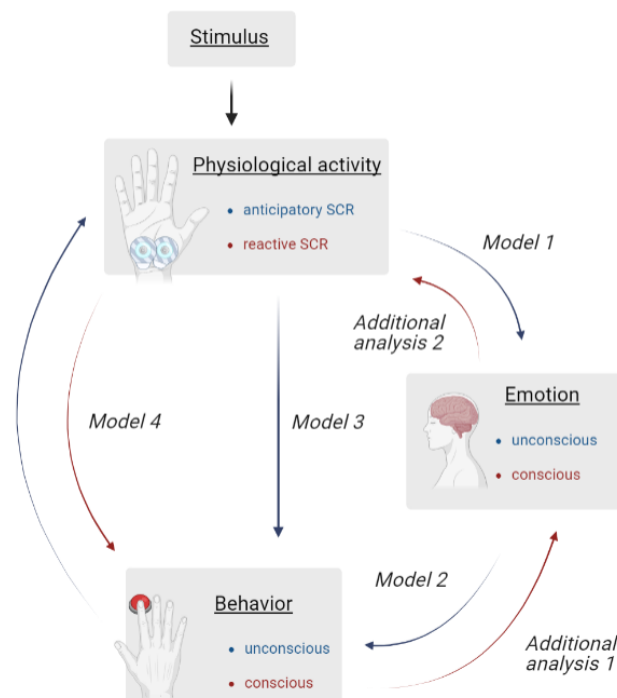 Stimulus
Physiological activity
• anticipatory SCR
• reactive SCR
Model 1
Additional
analysis 2
Emotion
• unconscious
• conscious
Model 4
Model 3
Model 2
Behavior
• unconscious
• conscious
Additional
analysis 1